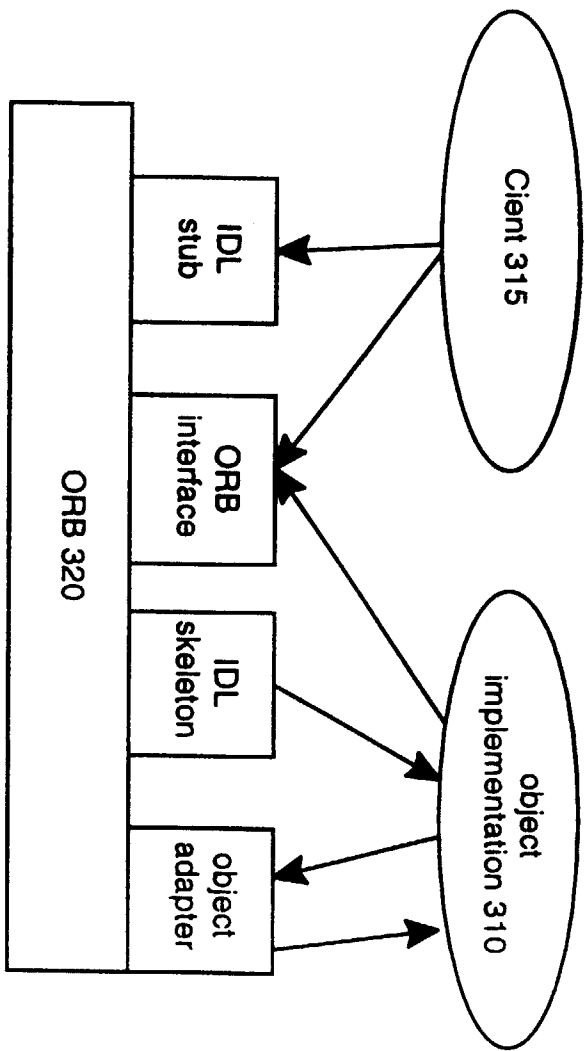 Cient 315
object
implementation 310
IDL
stub
ORB
interface
IDL
skeleton
object
adapter
ORB 320